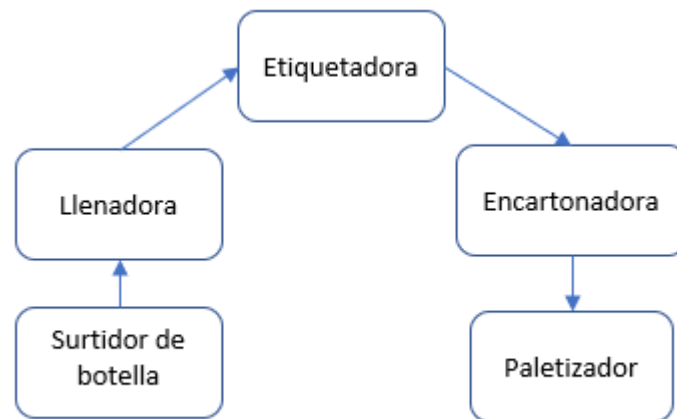 Etiquetadora
Llenadora
Encartonadora
Surtidor de
botella
Paletizador